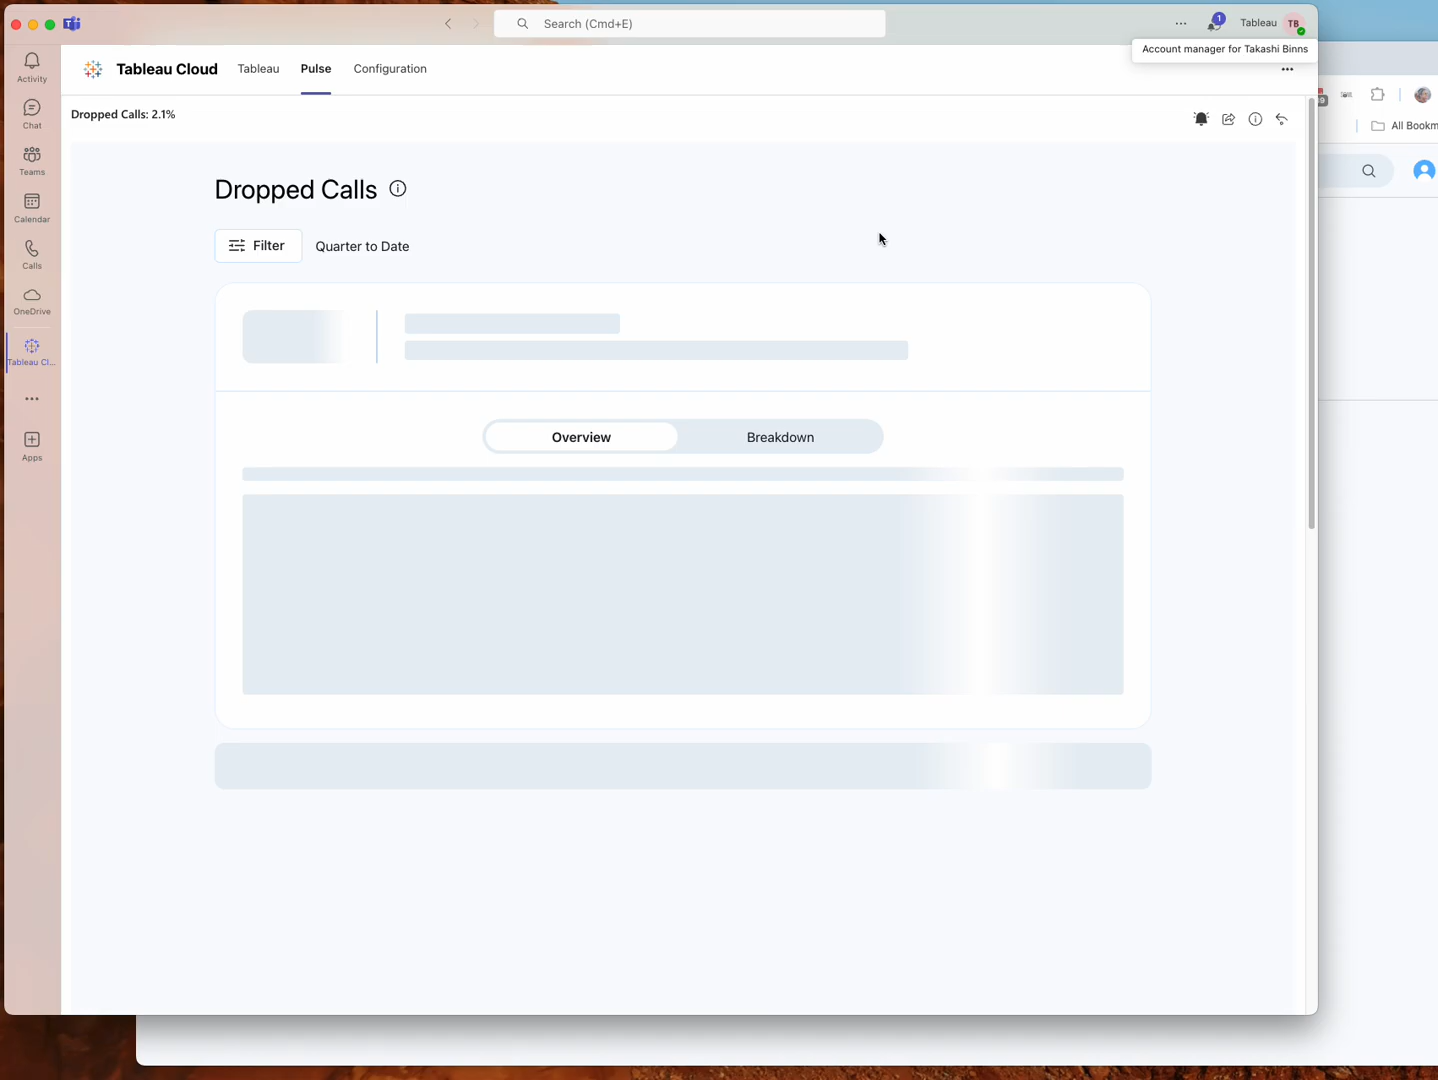 Search (Cmd+E)
1
Tableau
TB
Account manager for Takashi Binns
Activity
Chat
Teams
Calendar
Calls
OneDrive
Tableau Cl...
Apps
Tableau Cloud
Tableau
Pulse
Configuration
Dropped Calls: 2.1%
Dropped Calls
Filter
Quarter to Date
Overview
Breakdown
All Bookm